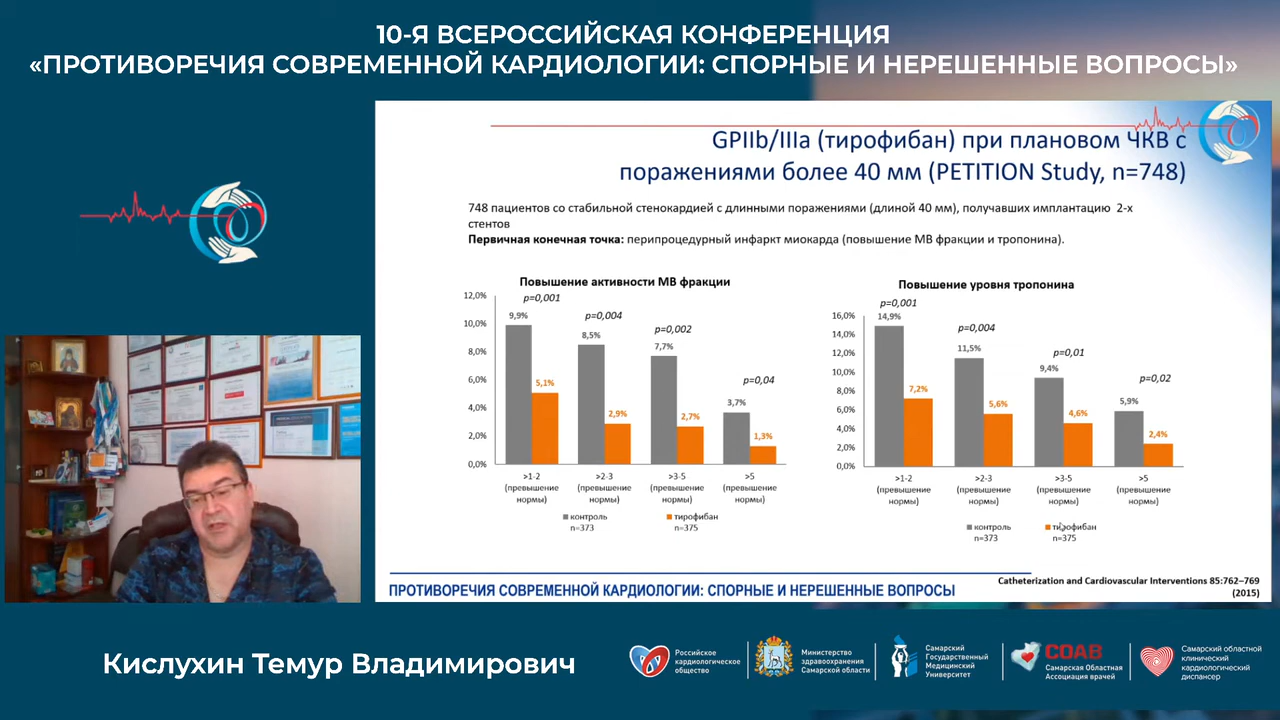 10-Я ВСЕРОССИЙСКАЯ КОНФЕРЕНЦИЯ
«ПРОТИВОРЕЧИЯ СОВРЕМЕННОЙ КАРДИОЛОГИИ: СПОРНЫЕ И НЕРЕШЕННЫЕ ВОПРОСЫ»
GPIIb/IIIa (тирофибан) при плановом ЧКВ с
поражениями более 40 мм (PETITION Study, n=748)
748 пациентов со стабильной стенокардией с длинными поражениями (длиной 40 мм), получавших имплантацию 2-х
стентов
Первичная конечная точка: перипроцедурный инфаркт миокарда (повышение МВ фракции и тропонина).
Повышение активности МВ фракции
12,0%
10,0%
8,0%
6,0%
4,0%
2,0%
0,0%
p=0,001
p=0,004
p=0,002
p=0,04
9,9%
5,1%
8,5%
2,9%
7,7%
2,7%
3,7%
1,3%
>1-2
(превышение
нормы)
>2-3
(превышение
нормы)
>3-5
(превышение
нормы)
>5
(превышение
нормы)
контроль
n=373
тирофибан
n=375
Повышение уровня тропонина
16,0%
14,0%
12,0%
10,0%
8,0%
6,0%
4,0%
2,0%
0,0%
p=0,001
p=0,004
p=0,01
p=0,02
14,9%
7,2%
11,5%
5,6%
9,4%
4,6%
5,9%
2,4%
>1-2
(превышение
нормы)
>2-3
(превышение
нормы)
>3-5
(превышение
нормы)
>5
(превышение
нормы)
контроль
n=373
тирофибан
n=375
Catheterization and Cardiovascular Interventions 85:762–769
(2015)
ПРОТИВОРЕЧИЯ СОВРЕМЕННОЙ КАРДИОЛОГИИ: СПОРНЫЕ И НЕРЕШЕННЫЕ ВОПРОСЫ
Кислухин Темур Владимирович
Российское
кардиологическое
общество
Министерство
здравоохранения
Самарской области
Самарский
Государственный
Медицинский
Университет
СОАВ
Самарская Областная
Ассоциация врачей
Самарский областной
клинический
кардиологический
диспансер